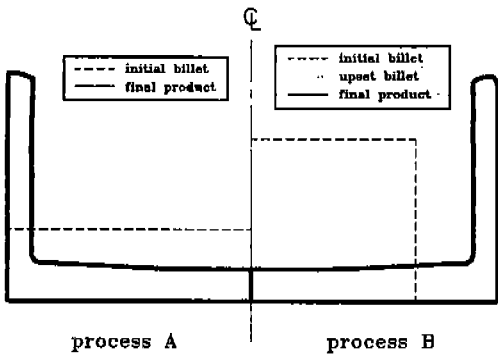 ℄
initial billet
final product
initial billet
upset billet
final product
process A
process B